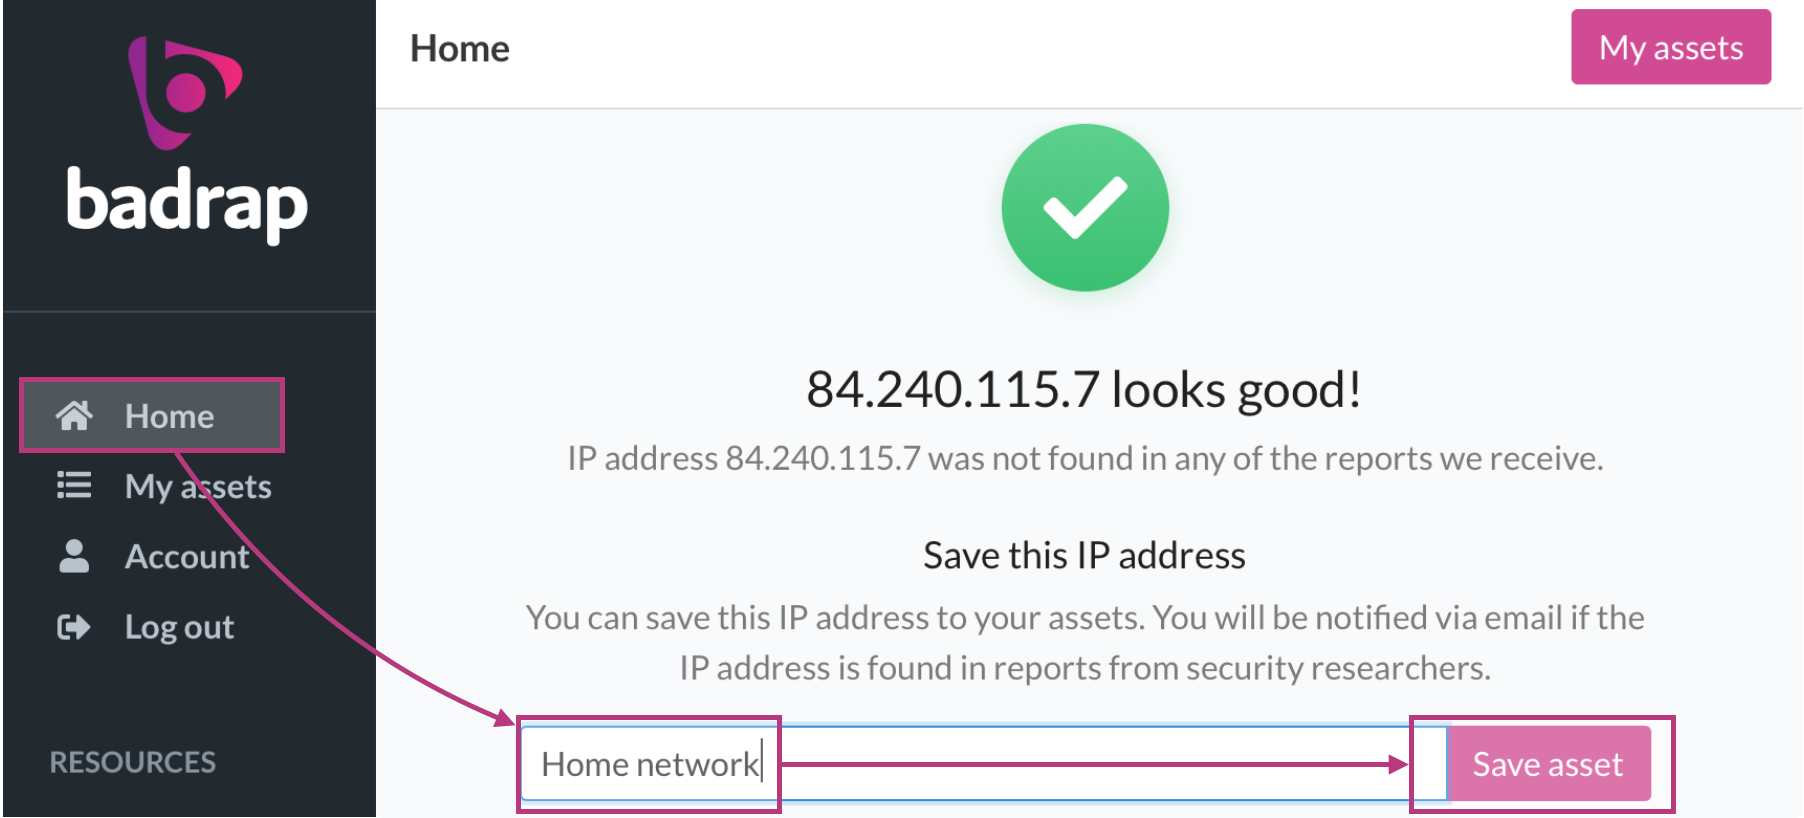 badrap
Home
My assets
Account
Log out
RESOURCES
Home
My assets
84.240.115.7 looks good!
IP address 84.240.115.7 was not found in any of the reports we receive.
Save this IP address
You can save this IP address to your assets. You will be notified via email if the
IP address is found in reports from security researchers.
Home network
Save asset